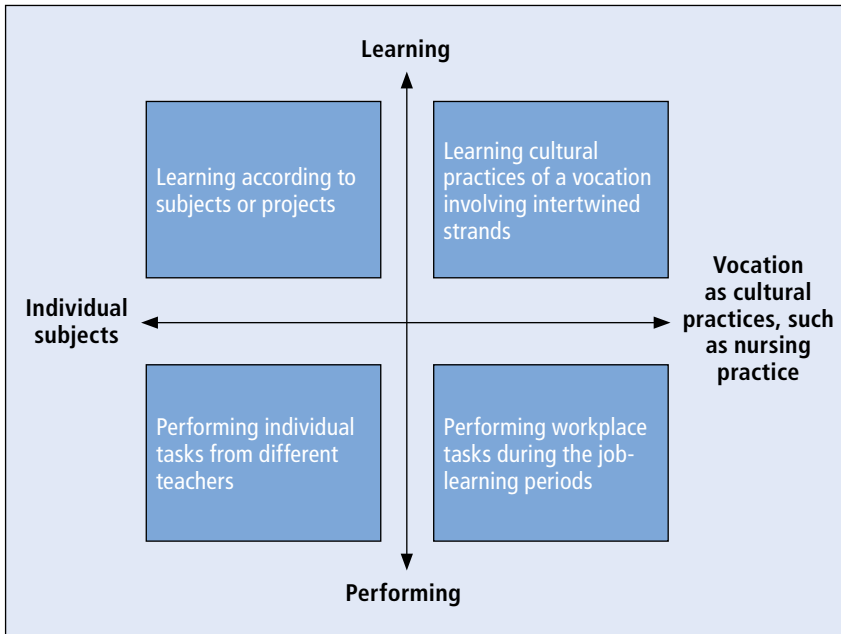 Learning
Learning according to
subjects or projects
Learning cultural
practices of a vocation
involving intertwined
strands
Individual
subjects
Vocation
as cultural
practices, such
as nursing
practice
Performing individual
tasks from different
teachers
Performing workplace
tasks during the job-
learning periods
Performing